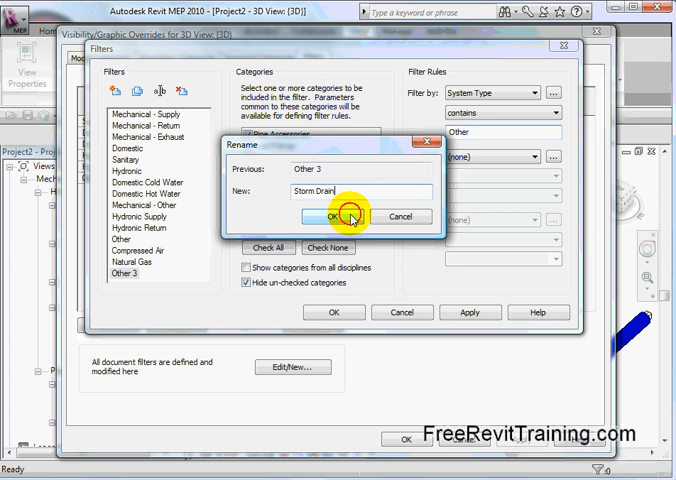 Autodesk Revit MEP 2010 - [Project2 - 3D View: {3D}]
Type a keyword or phrase
MEP
Visibility/Graphic Overrides for 3D View: {3D}
View
Properties
Filters
Filters
Mechanical - Supply
Mechanical - Return
Mechanical - Exhaust
Domestic
Sanitary
Hydronic
Domestic Cold Water
Domestic Hot Water
Mechanical - Other
Hydronic Supply
Hydronic Return
Other
Compressed Air
Natural Gas
Other 3
Categories
Select one or more categories to be
included in the filter. Parameters
common to these categories will be
available for defining filter rules.
Pipe Accessories
Check All
Check None
Show categories from all disciplines
Hide un-checked categories
Filter Rules
Filter by:
System Type
...
contains
Other
(none)
...
(none)
...
Rename
Previous:
Other 3
New:
Storm Drain
OK
Cancel
OK
Cancel
Apply
Help
Project2 - 3
Views
Mech
All document filters are defined and
modified here
Edit/New...
OK
FreeRevitTraining.com
Ready
:0